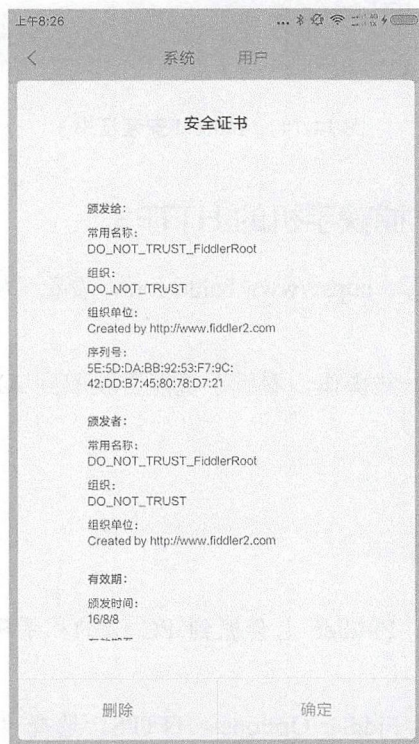 上午8:26
系统 用户
安全证书
颁发给:
常用名称:
DO_NOT_TRUST_FiddlerRoot
组织:
DO_NOT_TRUST
组织单位:
Created by http://www.fiddler2.com
序列号:
5E:5D:DA:BB:92:53:F7:9C:
42:DD:B7:45:80:78:D7:21
颁发者:
常用名称:
DO_NOT_TRUST_FiddlerRoot
组织:
DO_NOT_TRUST
组织单位:
Created by http://www.fiddler2.com
有效期:
颁发时间:
16/8/8
删除 确定